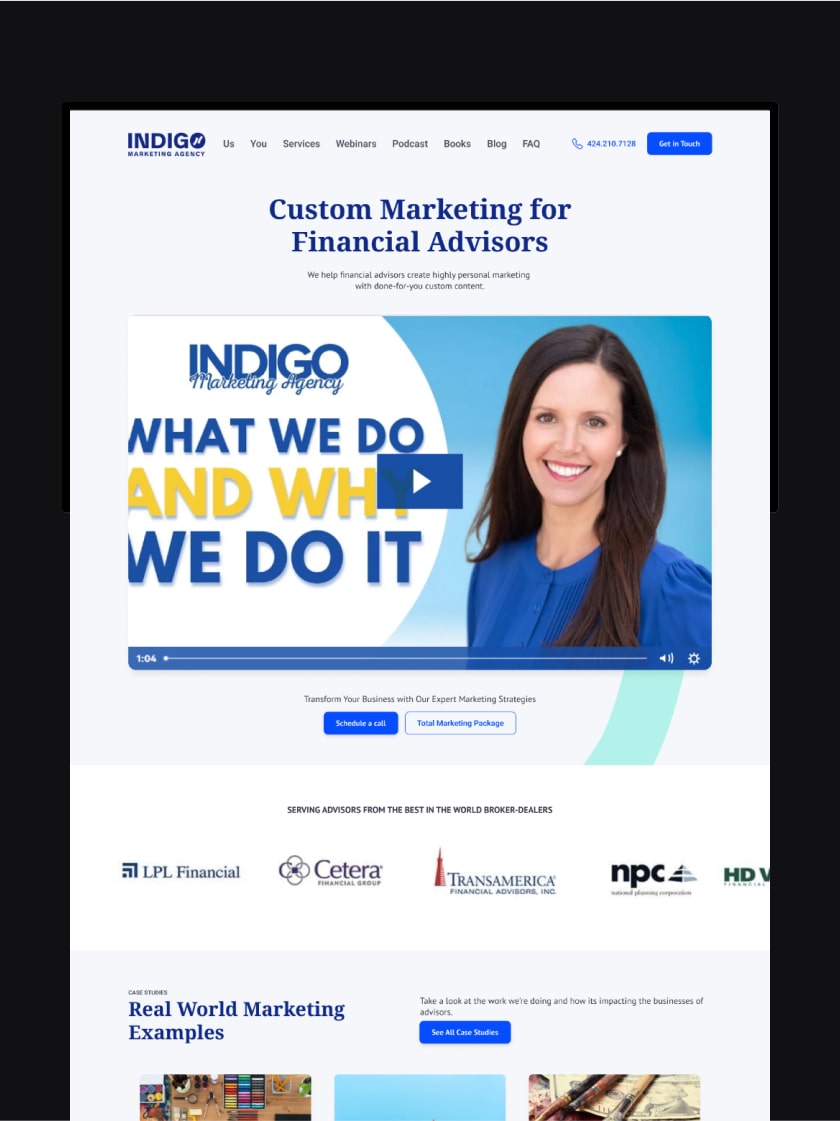 INDIGO
MARKETING AGENCY
Us You Services Webinars Podcast Books Blog FAQ
424.210.7128
Get in Touch
Custom Marketing for
Financial Advisors
We help financial advisors create highly personal marketing
with done-for-you custom content.
INDIGO
Marketing Agency
WHAT WE DO
AND WHY
WE DO IT
1:04
Transform Your Business with Our Expert Marketing Strategies
Schedule a call
Total Marketing Package
SERVING ADVISORS FROM THE BEST IN THE WORLD BROKER-DEALERS
LPL Financial
Cetera®
FINANCIAL GROUP
TRANSAMERICA®
FINANCIAL ADVISORS, INC.
npc
national planning corporation
HD V
FINANCIAL
CASE STUDIES
Real World Marketing
Examples
Take a look at the work we're doing and how its impacting the businesses of
advisors.
See All Case Studies